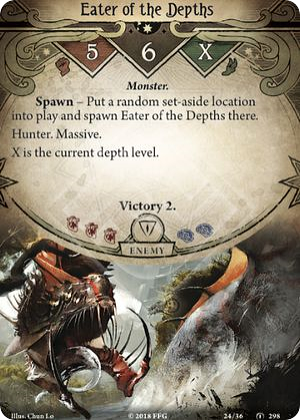 Eater of the Depths
5 6 X
Monster.
Spawn – Put a random set-aside location
into play and spawn Eater of the Depths there.
Hunter. Massive.
X is the current depth level.
Victory 2.
ENEMY
Illus. Chun Lo © 2018 FFG 24/36 298